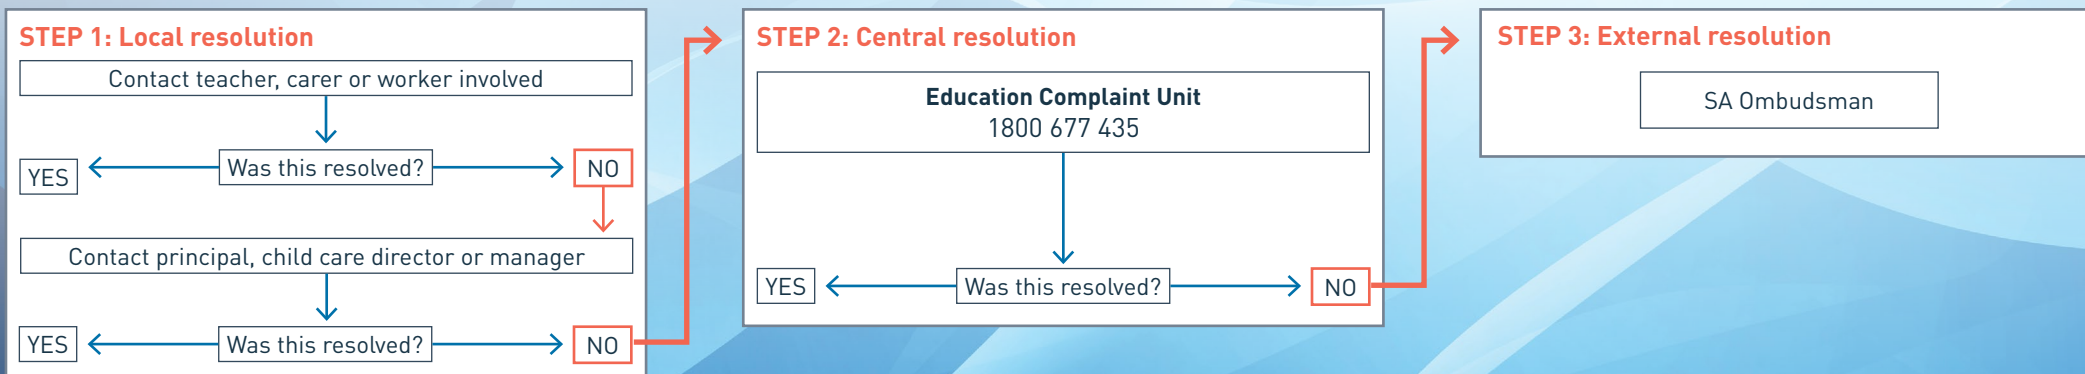 STEP 1: Local resolution
Contact teacher, carer or worker involved
Was this resolved?
YES
NO
Contact principal, child care director or manager
Was this resolved?
YES
NO
STEP 2: Central resolution
Education Complaint Unit
1800 677 435
Was this resolved?
YES
NO
STEP 3: External resolution
SA Ombudsman